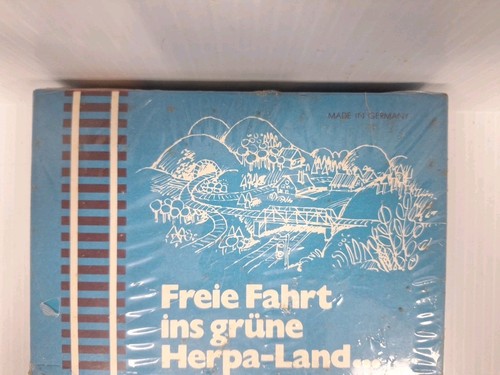 MADE IN GERMANY
Freie Fahrt
ins grüne
Herpa-Land...